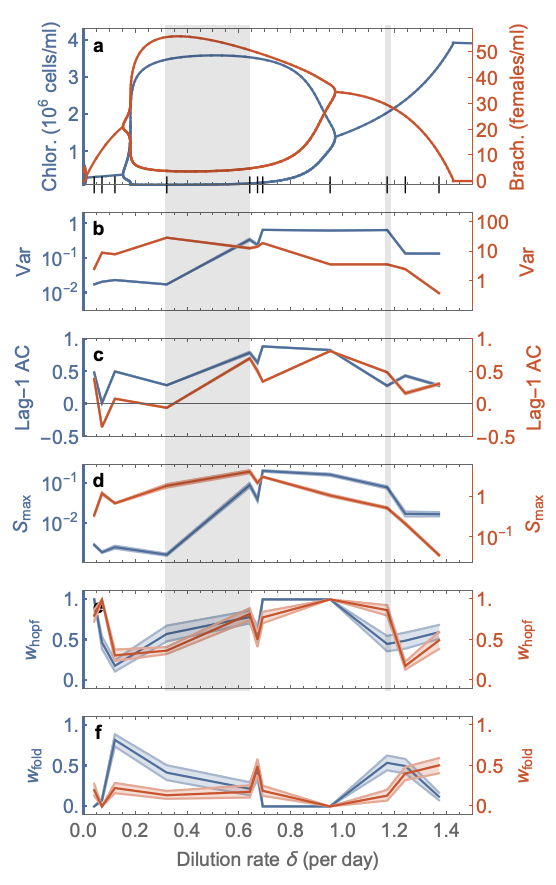 a
Chlor. (10⁶ cells/ml)
4
3
2
1
50
40
30
20
10
0
Brach. (females/ml)
b
Var
1
10⁻¹
10⁻²
100
10
1
Var
c
Lag–1 AC
1.
0.5
0.
−0.5
1.
0.5
0.
−0.5
Lag–1 AC
d
Smax
10⁻¹
10⁻²
1
10⁻¹
Smax
e
whopf
1.
0.5
0.
1.
0.5
0.
whopf
f
wfold
1.
0.5
0.
1.
0.5
0.
wfold
0.0 0.2 0.4 0.6 0.8 1.0 1.2 1.4
Dilution rate δ (per day)